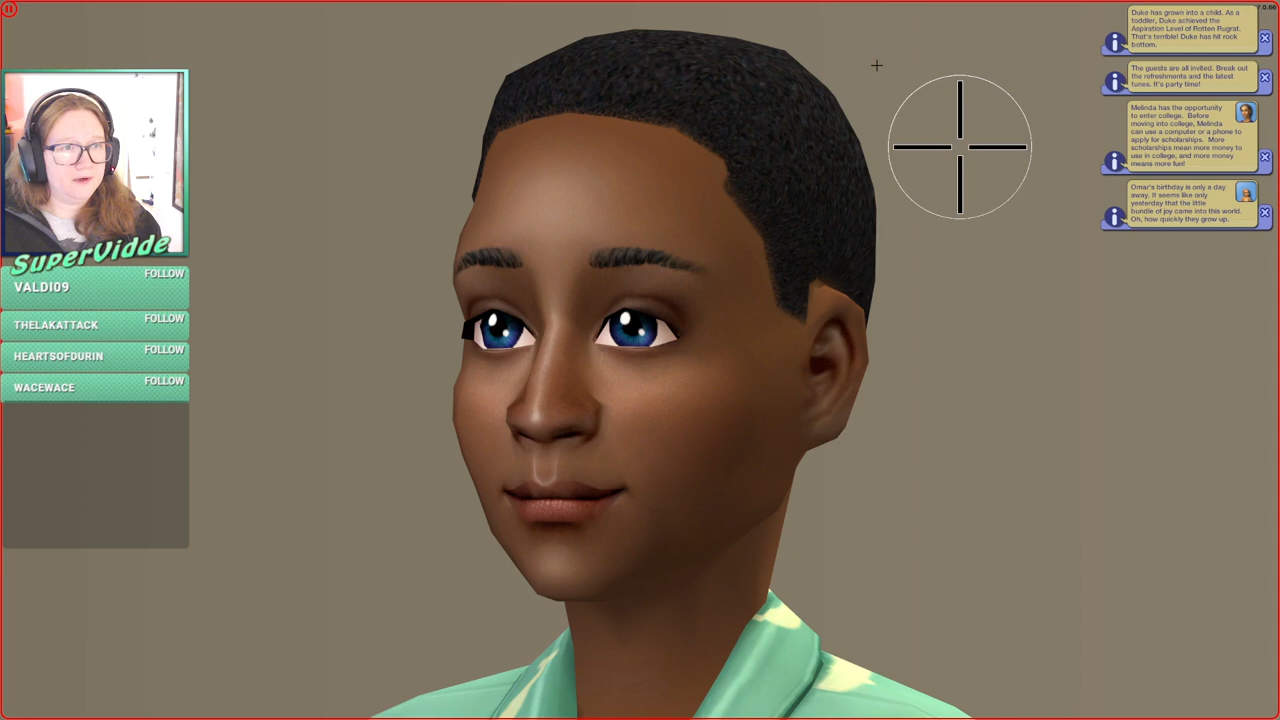 SuperVidde
FOLLOW
VALDI09
FOLLOW
THELAKATTACK
FOLLOW
HEARTSOFDURIN
FOLLOW
WACEWACE
Duke has grown into a child. As a
toddler, Duke achieved the
Aspiration Level of Rotten Rugrat.
That's terrible! Duke has hit rock
bottom.
The guests are all invited. Break out
the refreshments and the latest
tunes. It's party time!
Melinda has the opportunity
to enter college. Before
moving into college, Melinda
can use a computer or a phone to
apply for scholarships. More
scholarships mean more money to
use in college, and more money
means more fun!
Omar's birthday is only a day
away. It seems like only
yesterday that the little
bundle of joy came into this world.
Oh, how quickly they grow up.